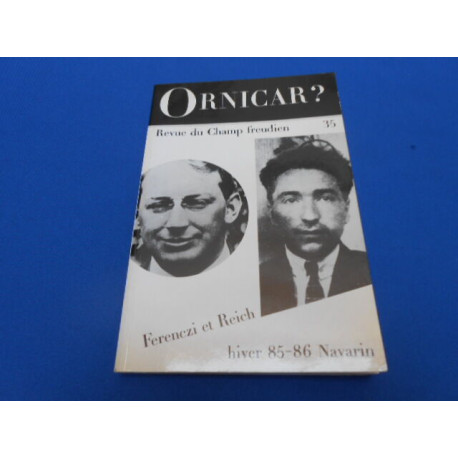 ORNICAR?
Revue du Champ freudien 35
Ferenczi et Reich
hiver 85-86 Navarin